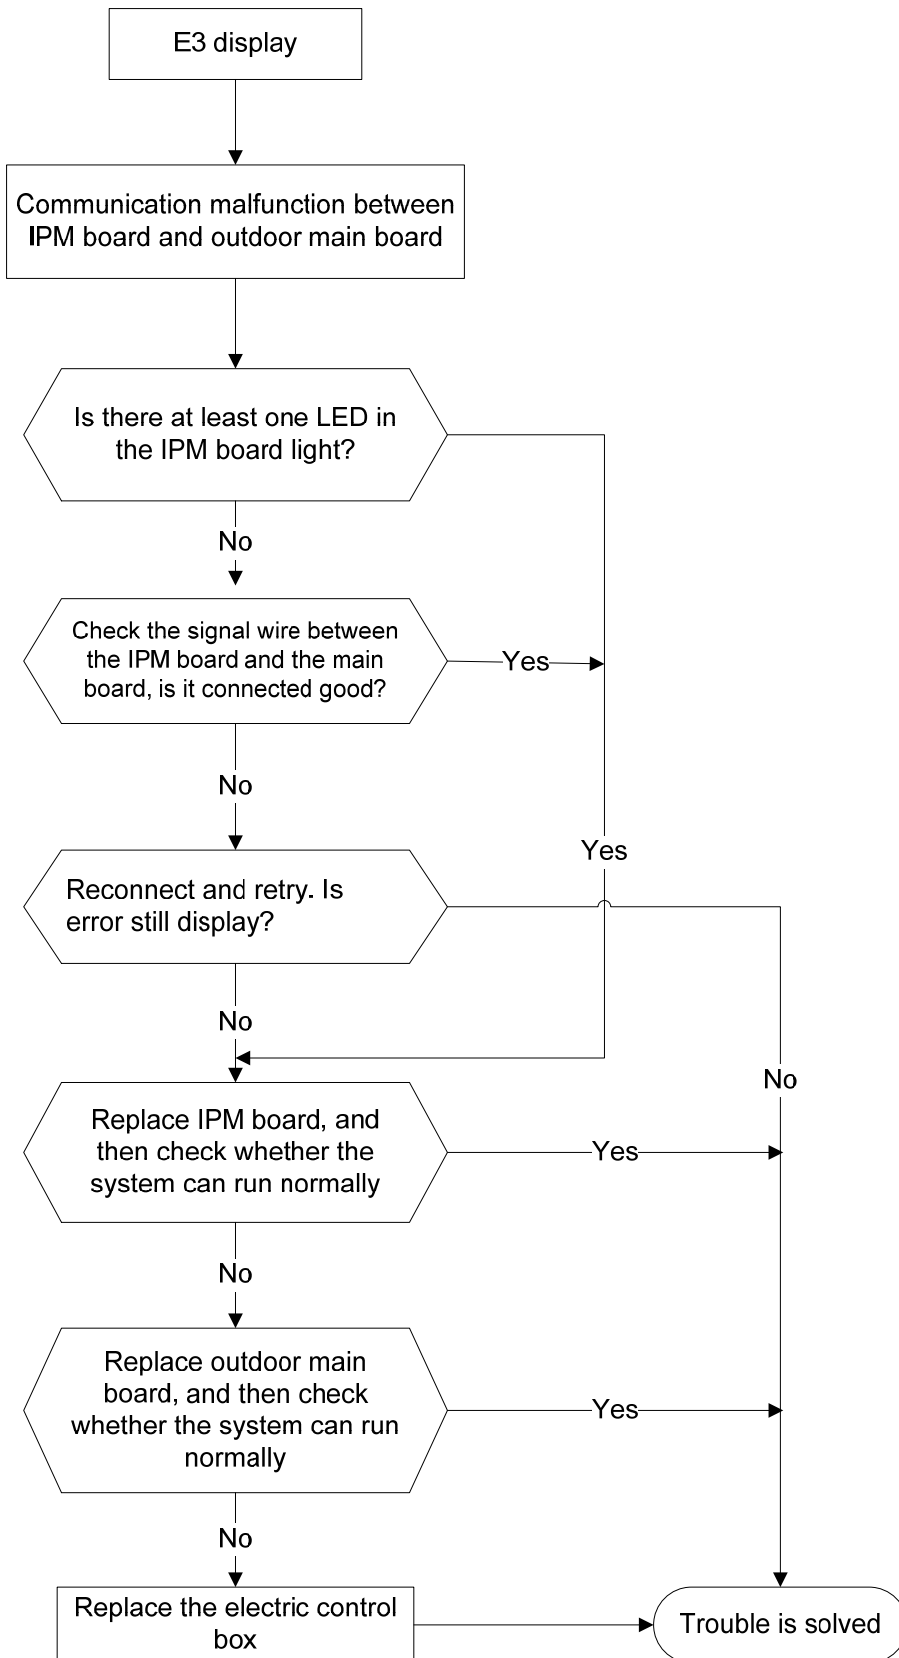 E3 display
Communication malfunction between
IPM board and outdoor main board
Is there at least one LED in
the IPM board light?
No
Check the signal wire between
the IPM board and the main
board, is it connected good?
Yes
No
Yes
Reconnect and retry. Is
error still display?
No
No
Replace IPM board, and
then check whether the
system can run normally
Yes
No
Replace outdoor main
board, and then check
whether the system can run
normally
Yes
No
Replace the electric control
box
Trouble is solved